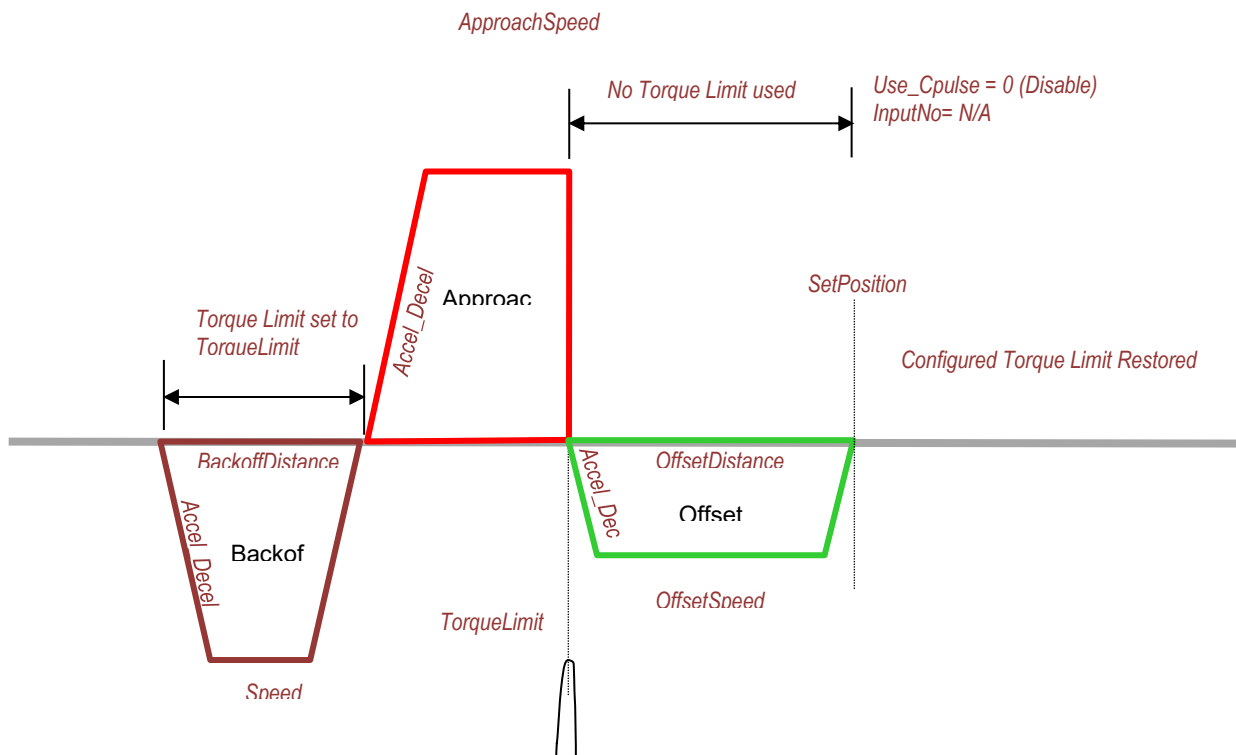 ApproachSpeed
No Torque Limit used
Use_Cpulse = 0 (Disable)
InputNo= N/A
Accel_Decel
Approac
SetPosition
Torque Limit set to
TorqueLimit
Configured Torque Limit Restored
BackoffDistance
Accel_Decel
Backof
Speed
Accel_Dec
OffsetDistance
Offset
OffsetSpeed
TorqueLimit